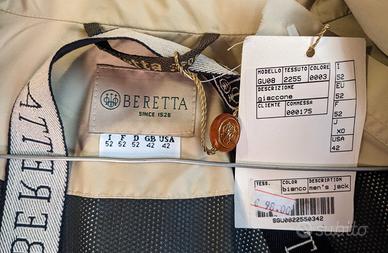 BERETTA
SINCE 1526
I F D GB USA
52 52 52 42 42
BERETTA
MODELLO TESSUTO COLORE
GU08 2255 0003
DESCRIZIONE
giaccone
CLIENTE COMMESSA
000175
I
52
EU
52
F
52
J
XO
USA
42
TESS. COLOR DESCRIPTION
bianco men's jack
SGU0022550342
subito